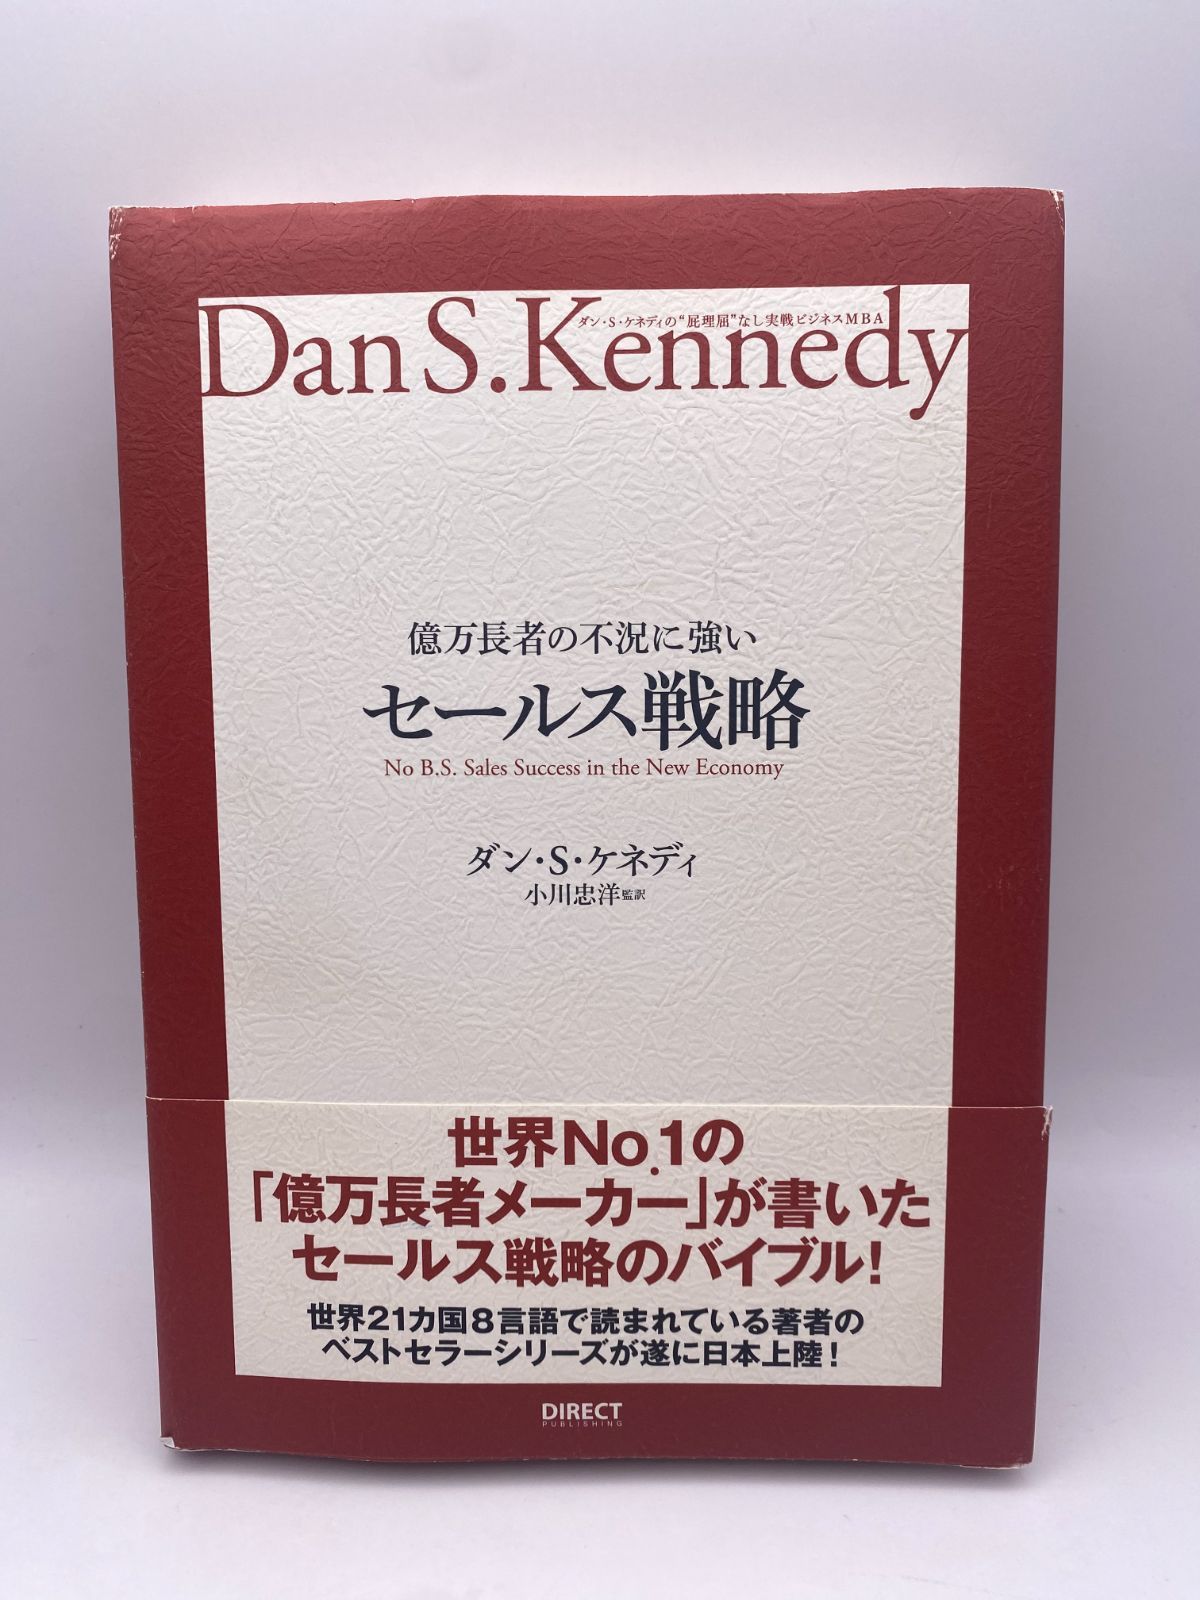 Dan S. Kennedy
ダン・S・ケネディの“屁理屈”なし実戦ビジネスMBA
億万長者の不況に強い
セールス戦略
No B.S. Sales Success in the New Economy
ダン・S・ケネディ
小川忠洋監訳
世界No.1の
「億万長者メーカー」が書いた
セールス戦略のバイブル!
世界21カ国8言語で読まれている著者の
ベストセラーシリーズが遂に日本上陸!
DIRECT
PUBLISHING